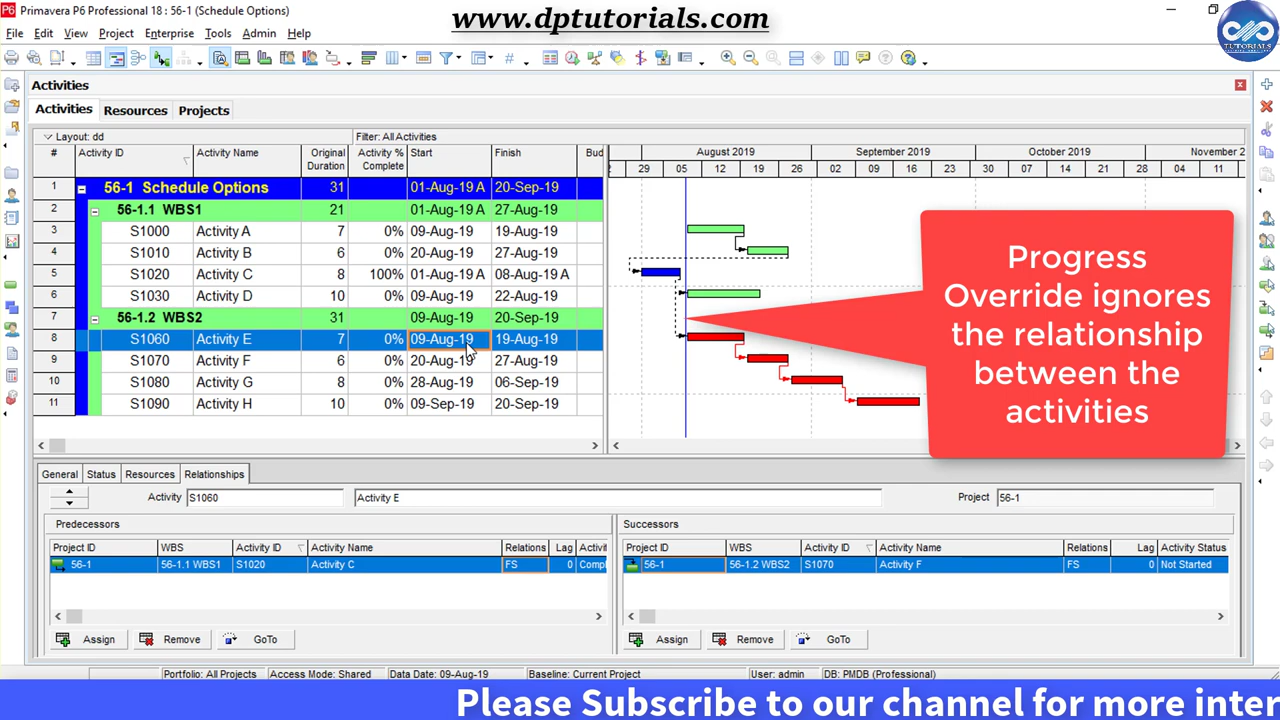 Primavera P6 Professional 18 : 56-1 (Schedule Options)
www.dptutorials.com
TUTORIALS
File Edit View Project Enterprise Tools Admin Help
Activities
Activities Resources Projects
Layout: dd Filter: All Activities
# Activity ID Activity Name Original Duration Activity % Complete Start Finish Bud
August 2019 September 2019 October 2019 November 2
29 05 12 19 26 02 09 16 23 30 07 14 21 28 04 11
1 56-1 Schedule Options 31 01-Aug-19 A 20-Sep-19
2 56-1.1 WBS1 21 01-Aug-19 A 27-Aug-19
3 S1000 Activity A 7 0% 09-Aug-19 19-Aug-19
4 S1010 Activity B 6 0% 20-Aug-19 27-Aug-19
5 S1020 Activity C 8 100% 01-Aug-19 A 08-Aug-19 A
6 S1030 Activity D 10 0% 09-Aug-19 22-Aug-19
7 56-1.2 WBS2 31 09-Aug-19 20-Sep-19
8 S1060 Activity E 7 0% 09-Aug-19 19-Aug-19
9 S1070 Activity F 6 0% 20-Aug-19 27-Aug-19
10 S1080 Activity G 8 0% 28-Aug-19 06-Sep-19
11 S1090 Activity H 10 0% 09-Sep-19 20-Sep-19
Progress
Override ignores
the relationship
between the
activities
General Status Resources Relationships
Activity S1060 Activity E Project 56-1
Predecessors Successors
Project ID WBS Activity ID Activity Name Relations Lag Activit Project ID WBS Activity ID Activity Name Relations Lag Activity Status
56-1 56-1.1 WBS1 S1020 Activity C FS 0 Compl 56-1 56-1.2 WBS2 S1070 Activity F FS 0 Not Started
Assign Remove GoTo Assign Remove GoTo
Portfolio: All Projects Access Mode: Shared Data Date: 09-Aug-19 Baseline: Current Project User: admin DB: PMDB (Professional)
Please Subscribe to our channel for more inter